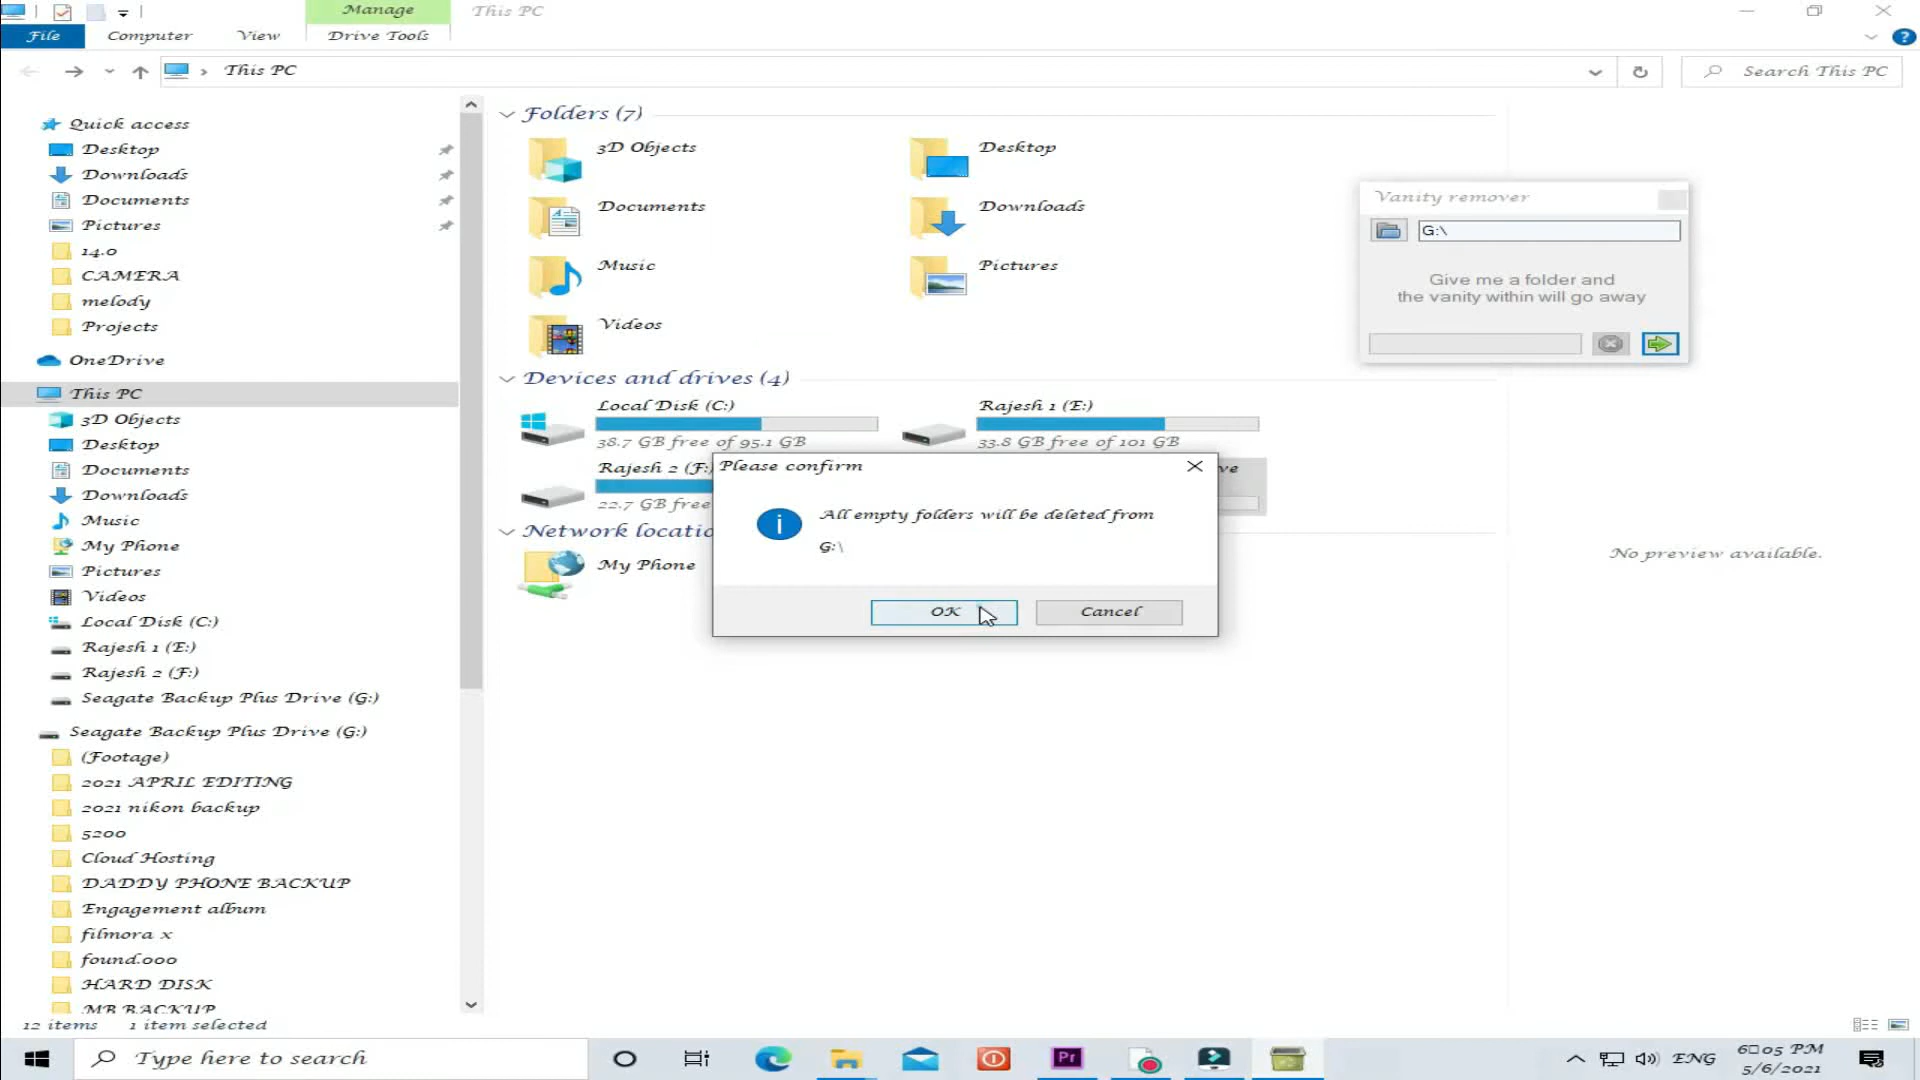 Manage
This PC
File
Computer
View
Drive Tools
?
This PC
Search This PC
Quick access
Desktop
Downloads
Documents
Pictures
14.0
CAMERA
melody
Projects
OneDrive
This PC
3D Objects
Desktop
Documents
Downloads
Music
My Phone
Pictures
Videos
Local Disk (C:)
Rajesh 1 (E:)
Rajesh 2 (F:)
Seagate Backup Plus Drive (G:)
Seagate Backup Plus Drive (G:)
(Footage)
2021 APRIL EDITING
2021 nikon backup
5200
Cloud Hosting
DADDY PHONE BACKUP
Engagement album
filmora x
found.000
HARD DISK
MB BACKUP
12 items
1 item selected
Folders (7)
3D Objects
Desktop
Documents
Downloads
Music
Pictures
Videos
Devices and drives (4)
Local Disk (C:)
38.7 GB free of 95.1 GB
Rajesh 1 (E:)
33.8 GB free of 101 GB
Rajesh 2 (F:)
22.7 GB free
ve
Network locatio
My Phone
Please confirm
All empty folders will be deleted from
G:\
OK
Cancel
Vanity remover
G:\
Give me a folder and
the vanity within will go away
No preview available.
Type here to search
Pr
ENG
6□05 PM
5/6/2021